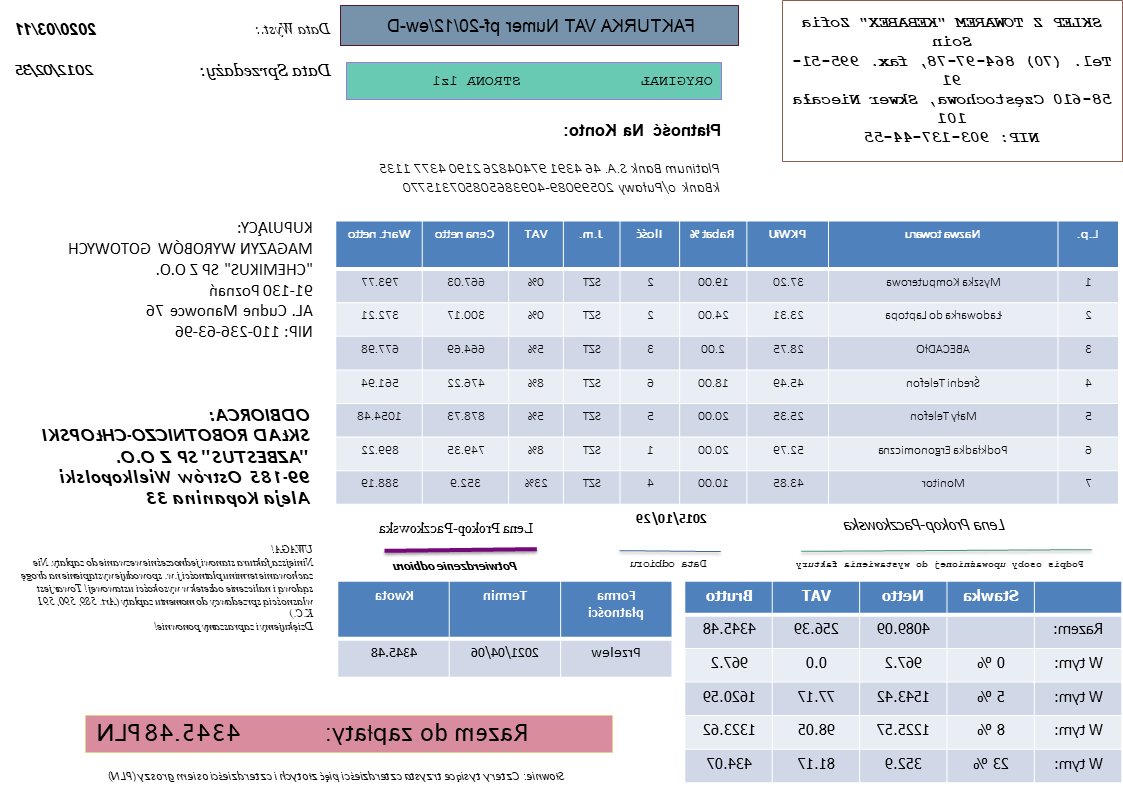 SKLEP Z TOWAREM "KEBABEX" Zofia
Soin
Tel. (70) 864-97-78, fax. 995-51-
91
58-610 Częstochowa, Skwer Niecała
101
NIP: 903-137-44-55
FAKTURKA VAT Numer pf-20/12/ew-D
ORYGINAŁ STRONA 1z1
Data Wyst.: 2020/03/11
Data Sprzedaży: 2012/02/25
Płatność Na Konto:
Platinum Bank S.A. 46 4391 9740 4826 2190 4377 1135
kBank o/Puławy 20599089-4093865085073157​70
KUPUJĄCY:
MAGAZYN WYROBÓW GOTOWYCH
"CHEMIKUS" SP Z O.O.
91-130 Poznań
AL. Cudne Manowce 76
NIP: 110-236-63-96
ODBIORCA:
SKŁAD ROBOTNICZO-CHŁOPSKI
"AZBESTUS" SP Z O.O.
99-185 Ostrów Wielkopolski
Aleja Kopanina 33
L.p. Nazwa towaru PKWiU Rabat % Ilość J.m. VAT Cena netto Wart. netto
1 Myszka Komputerowa 37.20 19.00 2 SZT 0% 667.03 793.77
2 Ładowarka do Laptopa 23.31 24.00 2 SZT 0% 300.17 372.21
3 ABECADŁO 28.75 2.00 3 SZT 5% 664.69 677.98
4 Średni Telefon 45.49 18.00 6 SZT 8% 476.22 561.94
5 Mały Telefon 25.35 20.00 5 SZT 5% 878.73 1054.48
6 Podkładka Ergonomiczna 52.79 20.00 1 SZT 8% 749.35 899.22
7 Monitor 43.85 10.00 4 SZT 23% 352.9 388.19
Lena Prokop-Paczkowska
Podpis osoby upoważnionej do wystawienia faktury
2015/10/29
Data odbioru
Lena Prokop-Paczkowska
Potwierdzenie odbioru
UWAGA!
Niniejsza faktura stanowi jednocześnie wezwanie do zapłaty. Nie
zachowanie terminu płatności j.w. spowoduje wystąpienie na drogę
sądową i naliczenie odsetek w wysokości ustawowej! Towar jest
własnością sprzedawcy do momentu zapłaty (Art. 589, 590, 591
K.C.)
Dziękujemy i zapraszamy ponownie!
Stawka Netto VAT Brutto
Razem: 4089.09 256.39 4345.48
W tym: 0 % 967.2 0.0 967.2
W tym: 5 % 1543.42 77.17 1620.59
W tym: 8 % 1225.57 98.05 1323.62
W tym: 23 % 352.9 81.17 434.07
Forma płatności Termin Kwota
Przelew 2021/04/06 4345.48
Razem do zapłaty: 4345.48PLN
Słownie: Cztery tysiące trzysta czterdzieści pięć złotych i czterdzieści osiem groszy (PLN)